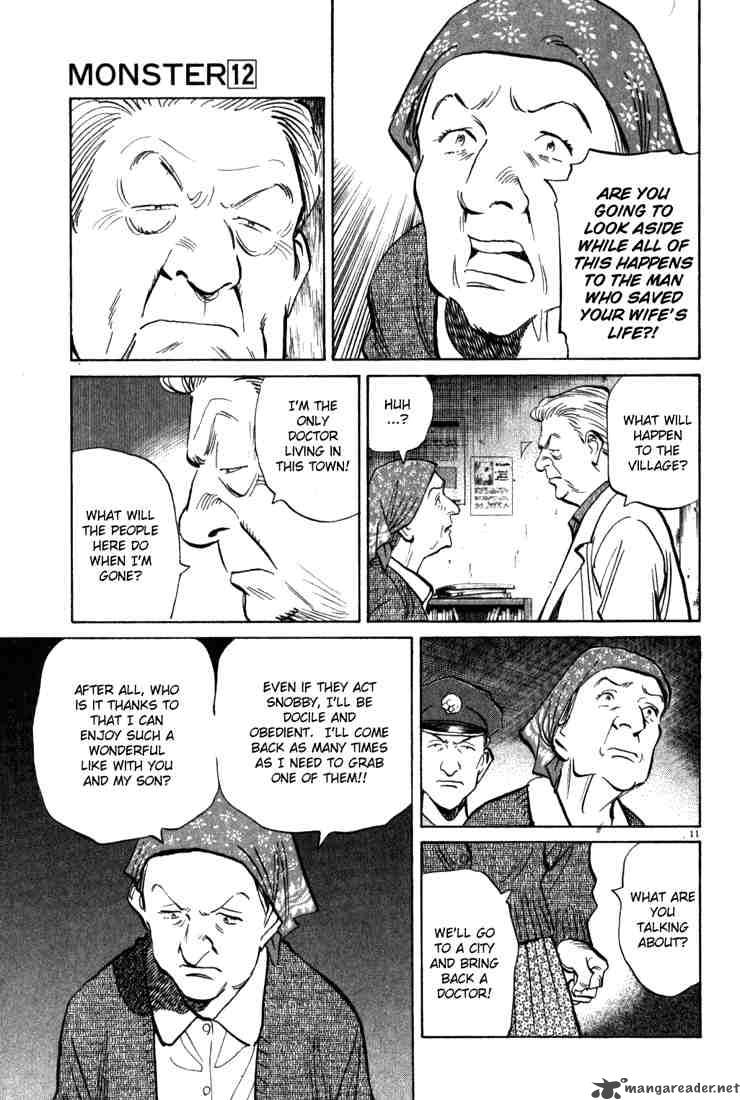 MONSTER 12
ARE YOU
GOING TO
LOOK ASIDE
WHILE ALL OF
THIS HAPPENS
TO THE MAN
WHO SAVED
YOUR WIFE'S
LIFE?!
WHAT WILL
HAPPEN
TO THE
VILLAGE?
HUH
...?
I'M THE
ONLY
DOCTOR
LIVING IN
THIS TOWN!
WHAT WILL
THE PEOPLE
HERE DO
WHEN I'M
GONE?
WHAT ARE
YOU
TALKING
ABOUT?
WE'LL GO
TO A CITY
AND BRING
BACK A
DOCTOR!
EVEN IF THEY ACT
SNOBBY, I'LL BE
DOCILE AND
OBEDIENT. I'LL COME
BACK AS MANY TIMES
AS I NEED TO GRAB
ONE OF THEM!!
AFTER ALL, WHO
IS IT THANKS TO
THAT I CAN
ENJOY SUCH A
WONDERFUL
LIKE WITH YOU
AND MY SON?
11
mangareader.net